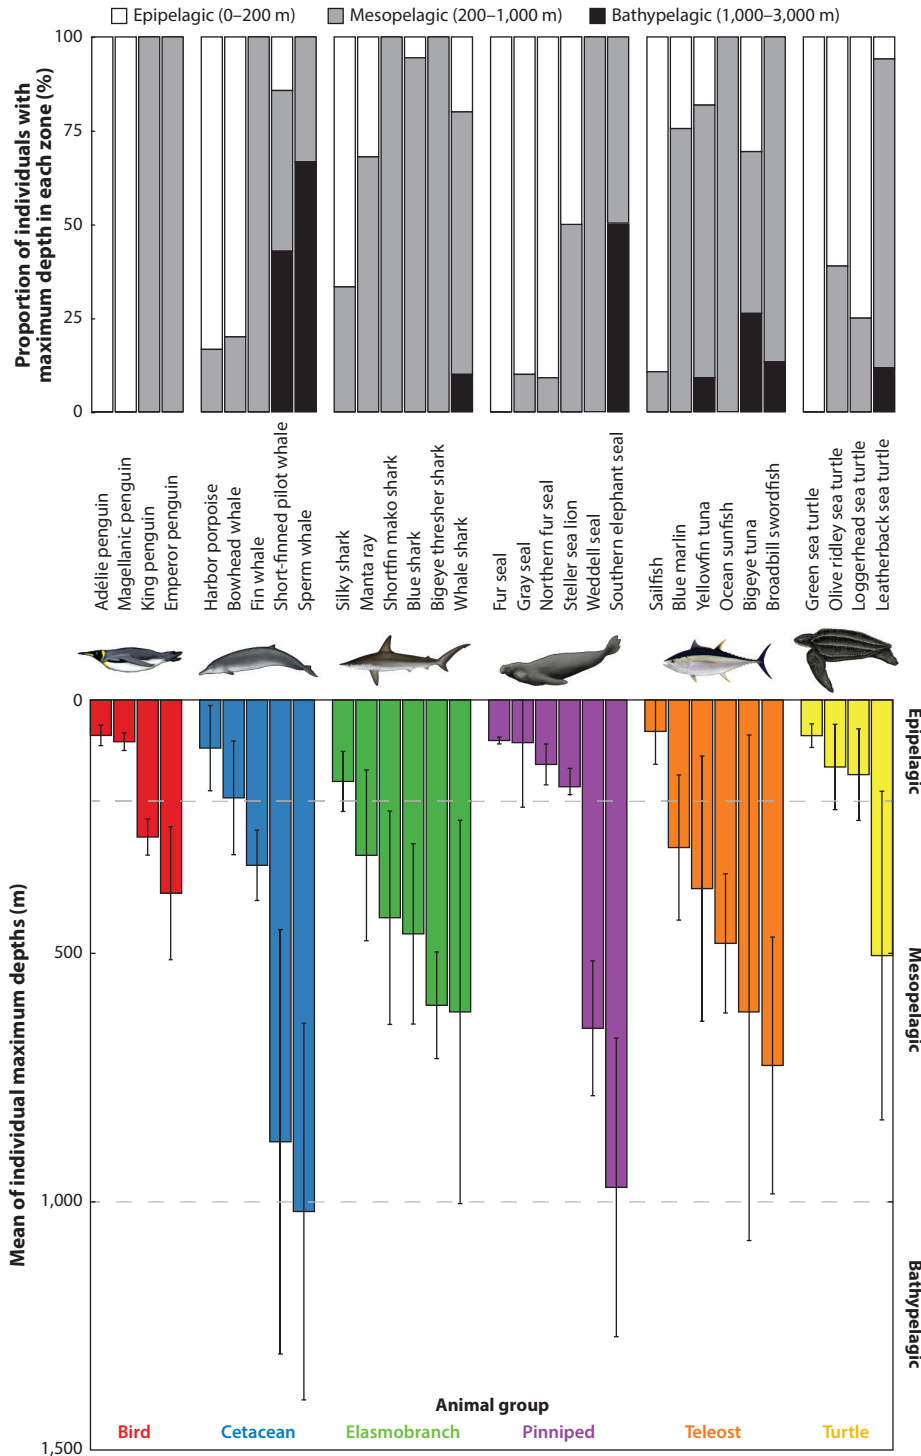 Epipelagic (0–200 m) Mesopelagic (200–1,000 m) Bathypelagic (1,000–3,000 m)
Proportion of individuals with
maximum depth in each zone (%)
100
75
50
25
0
Adélie penguin
Magellanic penguin
King penguin
Emperor penguin
Harbor porpoise
Bowhead whale
Fin whale
Short-finned pilot whale
Sperm whale
Silky shark
Manta ray
Shortfin mako shark
Blue shark
Bigeye thresher shark
Whale shark
Fur seal
Gray seal
Northern fur seal
Steller sea lion
Weddell seal
Southern elephant seal
Sailfish
Blue marlin
Yellowfin tuna
Ocean sunfish
Bigeye tuna
Broadbill swordfish
Green sea turtle
Olive ridley sea turtle
Loggerhead sea turtle
Leatherback sea turtle
Mean of individual maximum depths (m)
0
500
1,000
1,500
Epipelagic
Mesopelagic
Bathypelagic
Animal group
Bird Cetacean Elasmobranch Pinniped Teleost Turtle